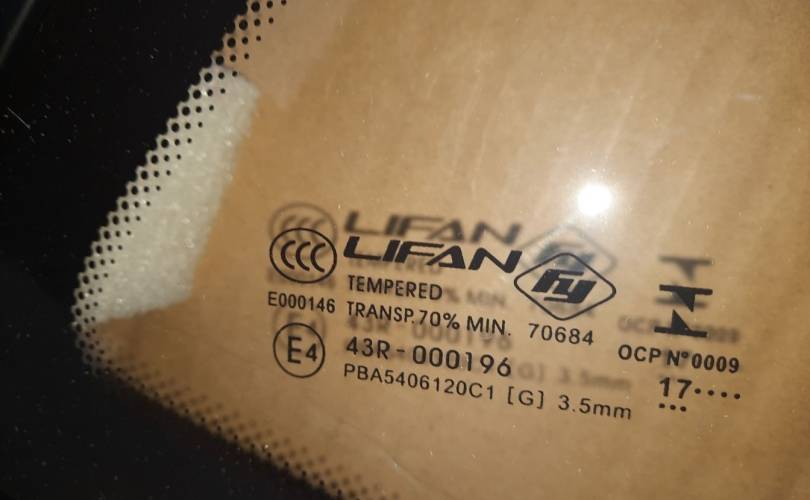 CCC LIFAN fy
TEMPERED
E000146 TRANSP.70% MIN. 70684
E4 43R-000196
PBA5406120C1 [G] 3.5mm
OCP N°0009
17····
···